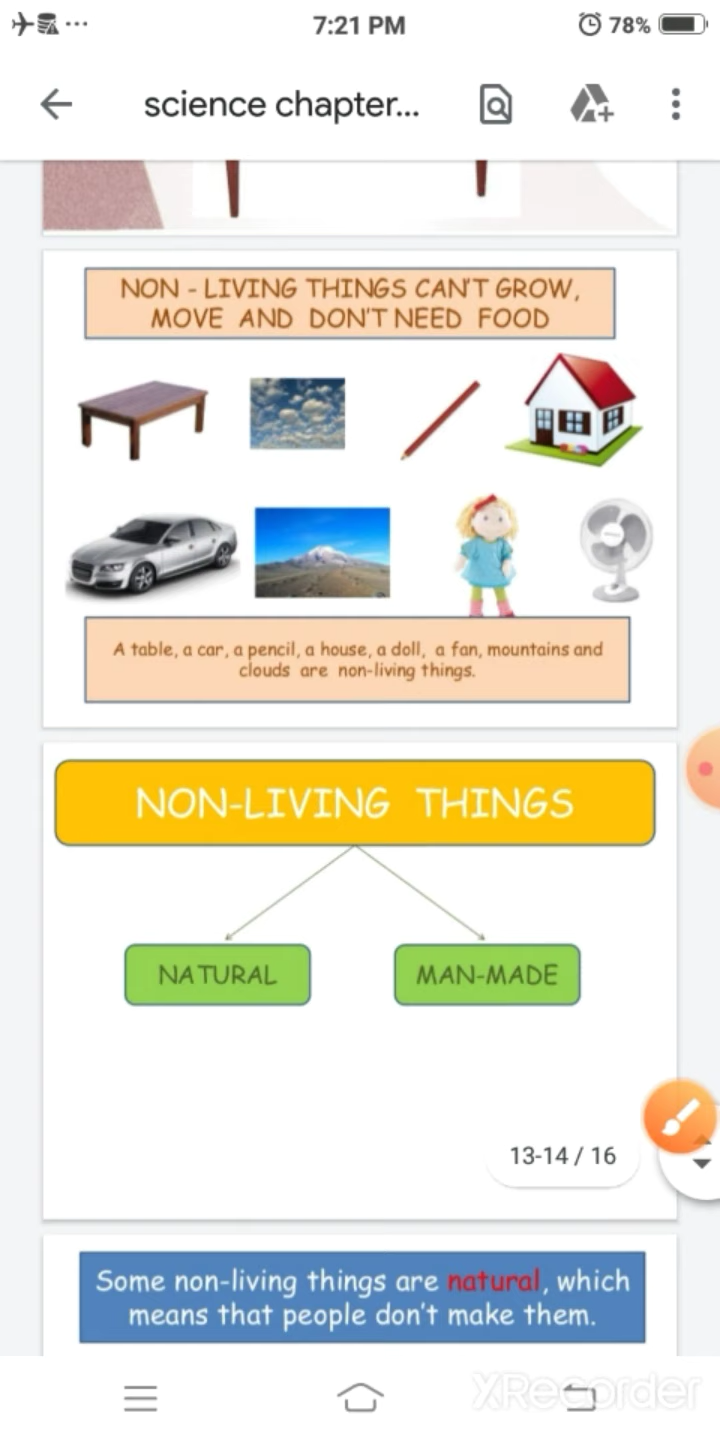 7:21 PM
78%
science chapter...
NON - LIVING THINGS CAN'T GROW,
MOVE AND DON'T NEED FOOD
A table, a car, a pencil, a house, a doll, a fan, mountains and
clouds are non-living things.
NON-LIVING THINGS
NATURAL
MAN-MADE
13-14 / 16
Some non-living things are natural, which
means that people don't make them.
XRecorder